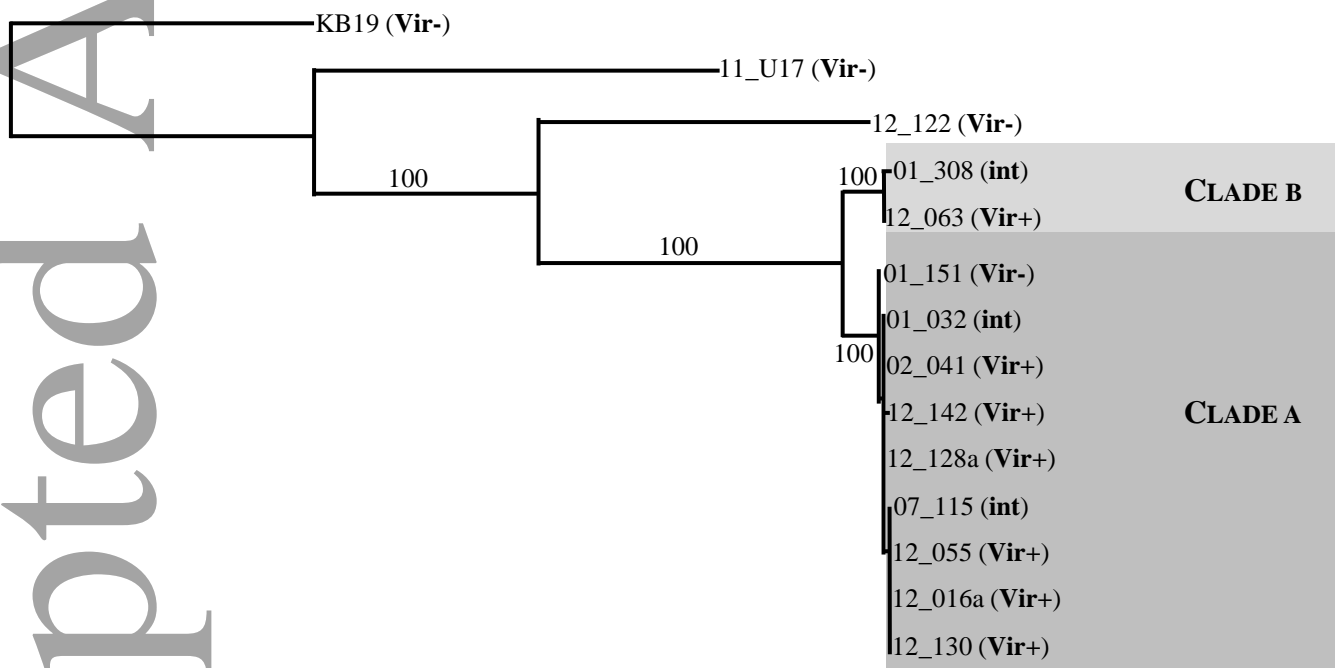 KB19 (Vir-)
11_U17 (Vir-)
12_122 (Vir-)
100
100
100
01_308 (int)
12_063 (Vir+)
CLADE B
01_151 (Vir-)
01_032 (int)
100
02_041 (Vir+)
12_142 (Vir+)
CLADE A
12_128a (Vir+)
07_115 (int)
12_055 (Vir+)
12_016a (Vir+)
12_130 (Vir+)
pted A